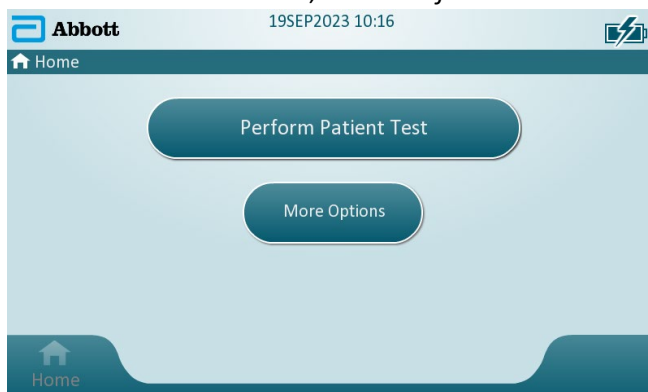 Abbott
19SEP2023 10:16
Home
Perform Patient Test
More Options
Home